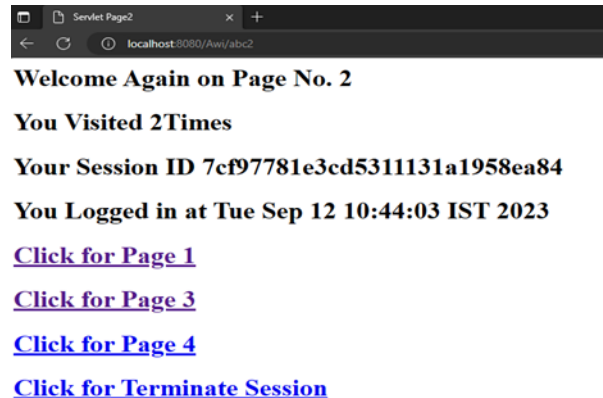 Servlet Page2
localhost:8080/Awi/abc2
Welcome Again on Page No. 2
You Visited 2Times
Your Session ID 7cf97781e3cd5311131a1958ea84
You Logged in at Tue Sep 12 10:44:03 IST 2023
Click for Page 1
Click for Page 3
Click for Page 4
Click for Terminate Session